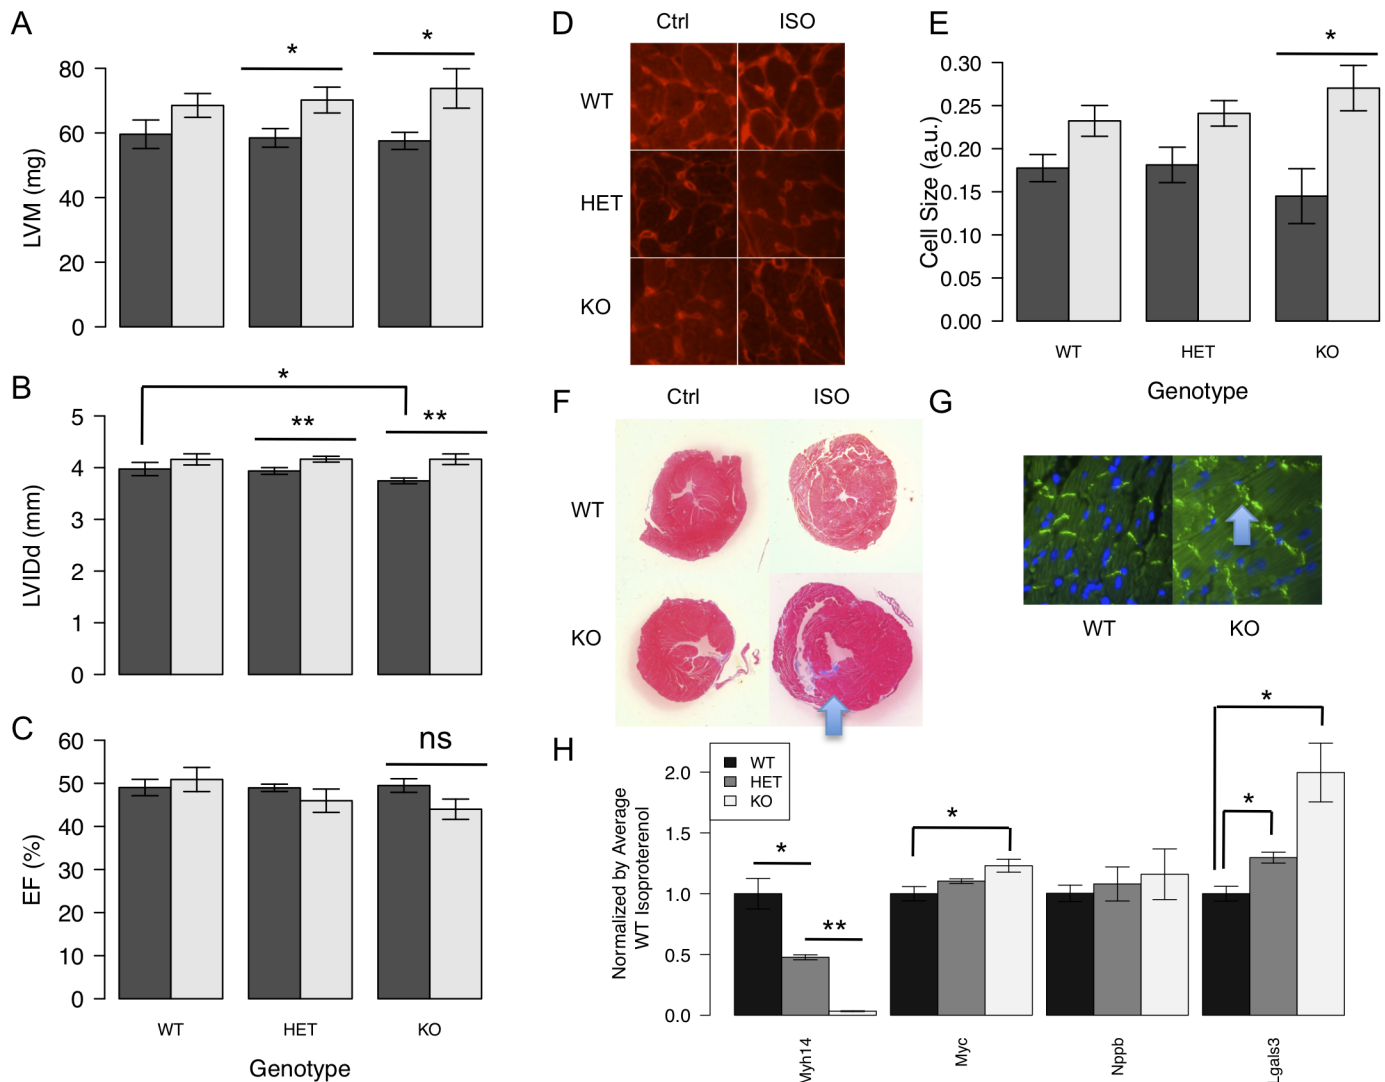 A
*
*
80
60
40
20
0
LVM (mg)
B
*
**
**
5
4
3
2
1
0
LVIDd (mm)
C
ns
60
50
40
30
20
10
0
EF (%)
WT
HET
KO
Genotype
D
Ctrl
ISO
WT
HET
KO
E
*
0.30
0.25
0.20
0.15
0.10
0.05
0.00
Cell Size (a.u.)
WT
HET
KO
Genotype
F
Ctrl
ISO
WT
KO
G
WT
KO
H
WT
HET
KO
*
**
*
*
*
2.0
1.5
1.0
0.5
0.0
Normalized by Average
WT Isoproterenol
Myh14
Myc
Nppb
Lgals3